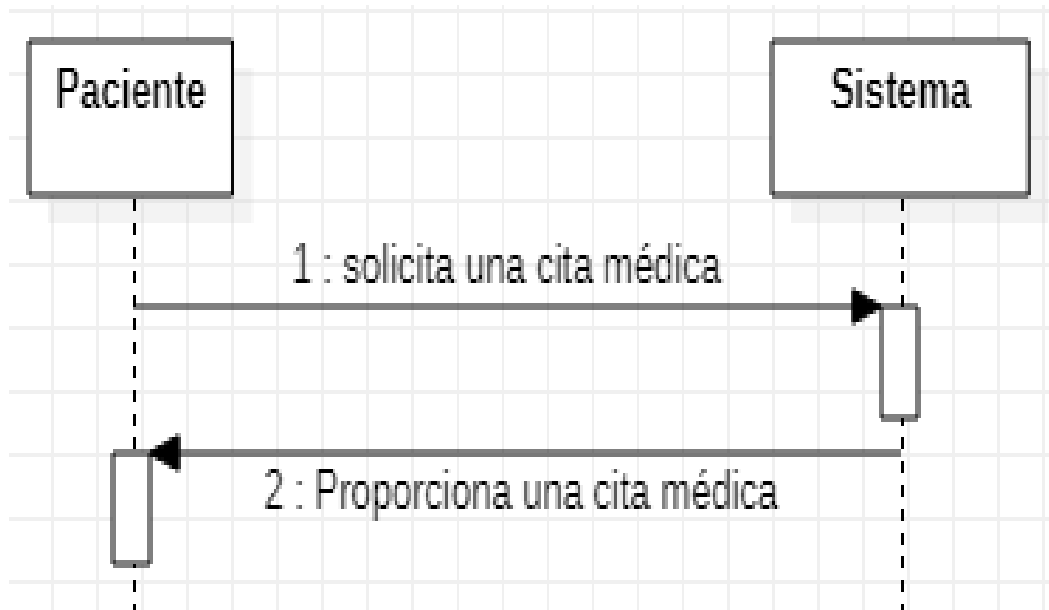 Paciente
Sistema
1 : solicita una cita médica
2 : Proporciona una cita médica